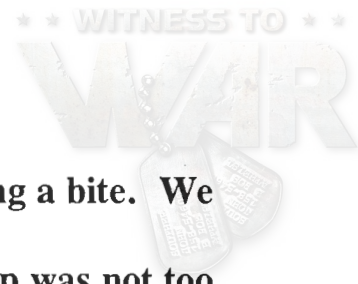 ★ ★ WITNESS TO ★ ★
WAR
ng a bite. We
p was not too